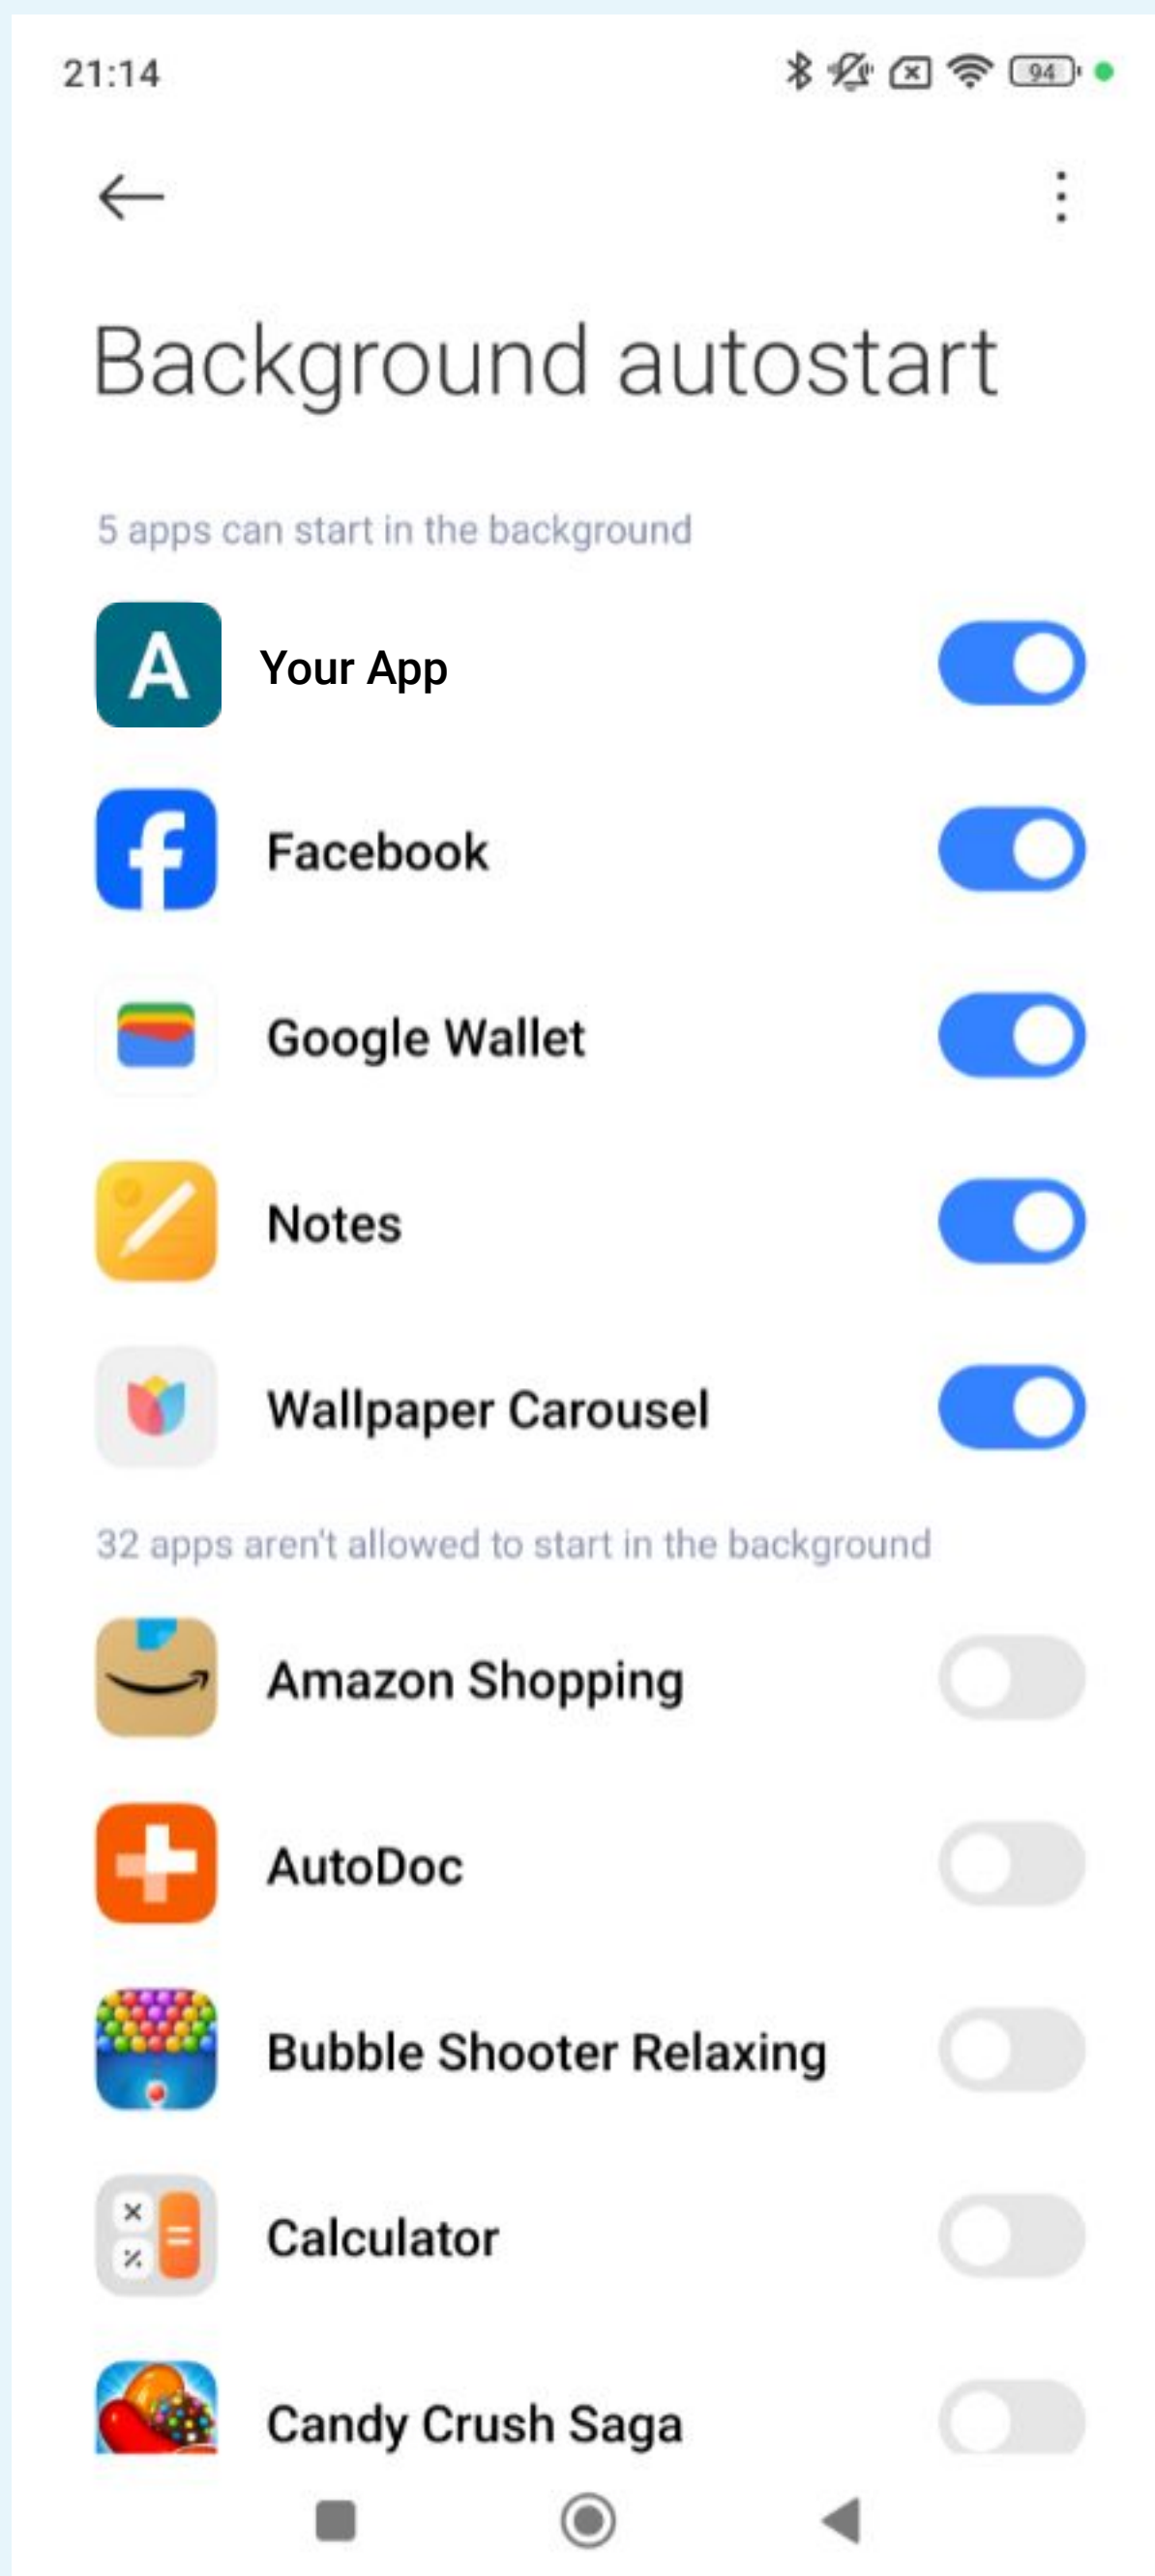 21:14
94
Background autostart
5 apps can start in the background
A
Your App
f
Facebook
Google Wallet
Notes
Wallpaper Carousel
32 apps aren't allowed to start in the background
Amazon Shopping
AutoDoc
Bubble Shooter Relaxing
Calculator
Candy Crush Saga